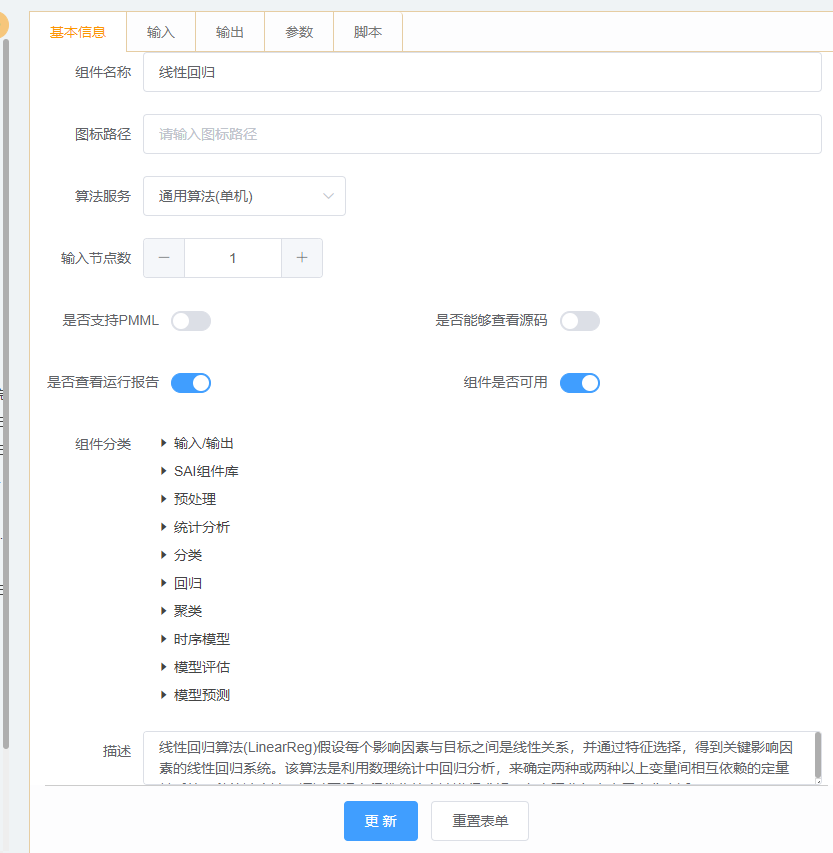 基本信息 输入 输出 参数 脚本
组件名称 线性回归
图标路径 请输入图标路径
算法服务 通用算法(单机)
输入节点数 1
是否支持PMML 是否能够查看源码
是否查看运行报告 组件是否可用
组件分类 输入/输出
SAI组件库
预处理
统计分析
分类
回归
聚类
时序模型
模型评估
模型预测
描述 线性回归算法(LinearReg)假设每个影响因素与目标之间是线性关系，并通过特征选择，得到关键影响因
素的线性回归系统。该算法是利用数理统计中回归分析，来确定两种或两种以上变量间相互依赖的定量
更新 重置表单